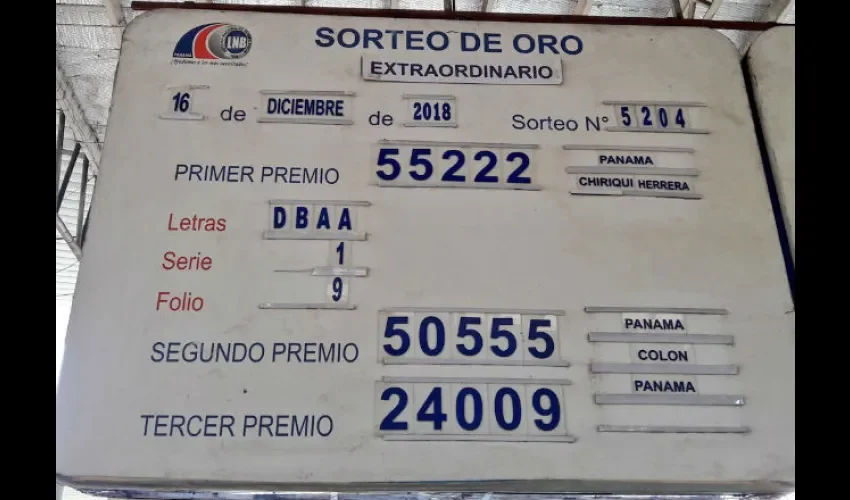 LNB
PANAMA
SORTEO DE ORO
EXTRAORDINARIO
16 de DICIEMBRE de 2018 Sorteo N° 5204
PRIMER PREMIO 55222 PANAMA
CHIRIQUI HERRERA
Letras DBAA
Serie 1
Folio 9
SEGUNDO PREMIO 50555 PANAMA
COLON
TERCER PREMIO 24009 PANAMA